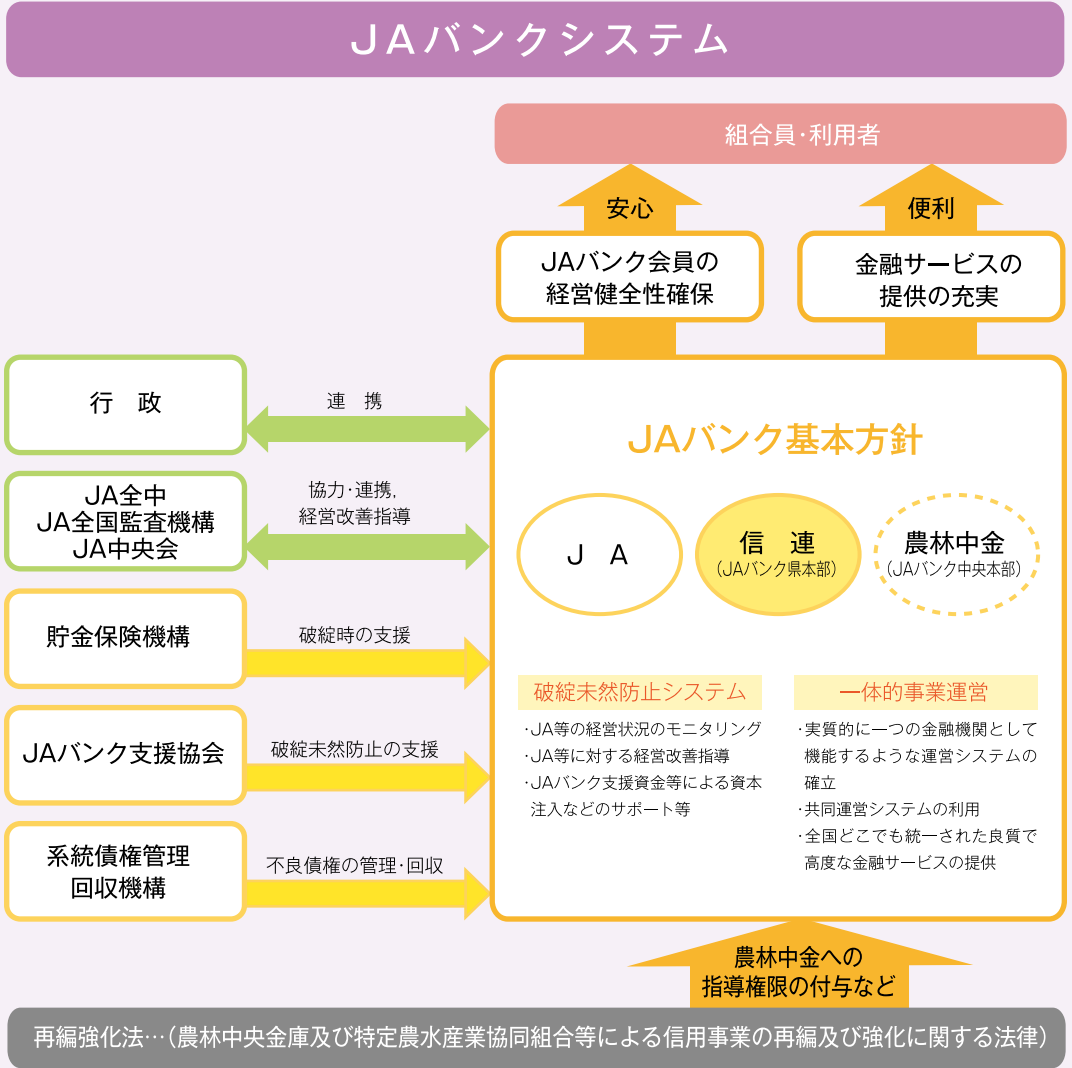 JAバンクシステム
組合員・利用者
安心
便利
JAバンク会員の
経営健全性確保
金融サービスの
提供の充実
行　政
連　携
JA全中
JA全国監査機構
JA中央会
協力・連携,
経営改善指導
貯金保険機構
破綻時の支援
JAバンク支援協会
破綻未然防止の支援
系統債権管理
回収機構
不良債権の管理・回収
JAバンク基本方針
J　A
信　連
(JAバンク県本部)
農林中金
(JAバンク中央本部)
破綻未然防止システム
・JA等の経営状況のモニタリング
・JA等に対する経営改善指導
・JAバンク支援資金等による資本
注入などのサポート等
一体的事業運営
・実質的に一つの金融機関として
機能するような運営システムの
確立
・共同運営システムの利用
・全国どこでも統一された良質で
高度な金融サービスの提供
農林中金への
指導権限の付与など
再編強化法…(農林中央金庫及び特定農水産業協同組合等による信用事業の再編及び強化に関する法律)